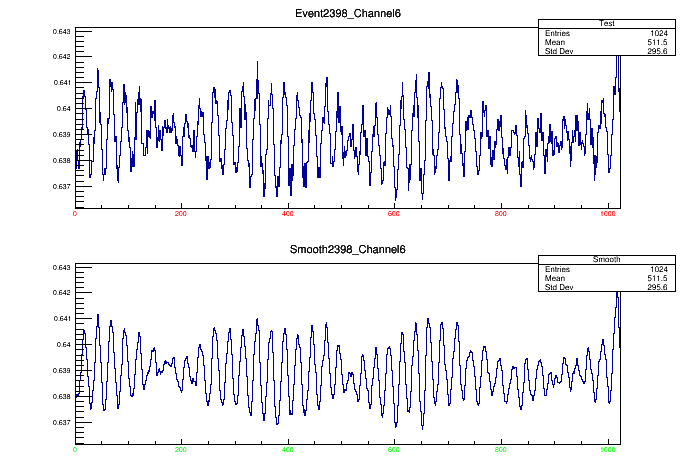 Event2398_Channel6
Test
Entries 1024
Mean 511.5
Std Dev 295.6
0.643
0.642
0.641
0.64
0.639
0.638
0.637
0 200 400 600 800 1000
Smooth2398_Channel6
Smooth
Entries 1024
Mean 511.5
Std Dev 295.6
0.643
0.642
0.641
0.64
0.639
0.638
0.637
0 200 400 600 800 1000